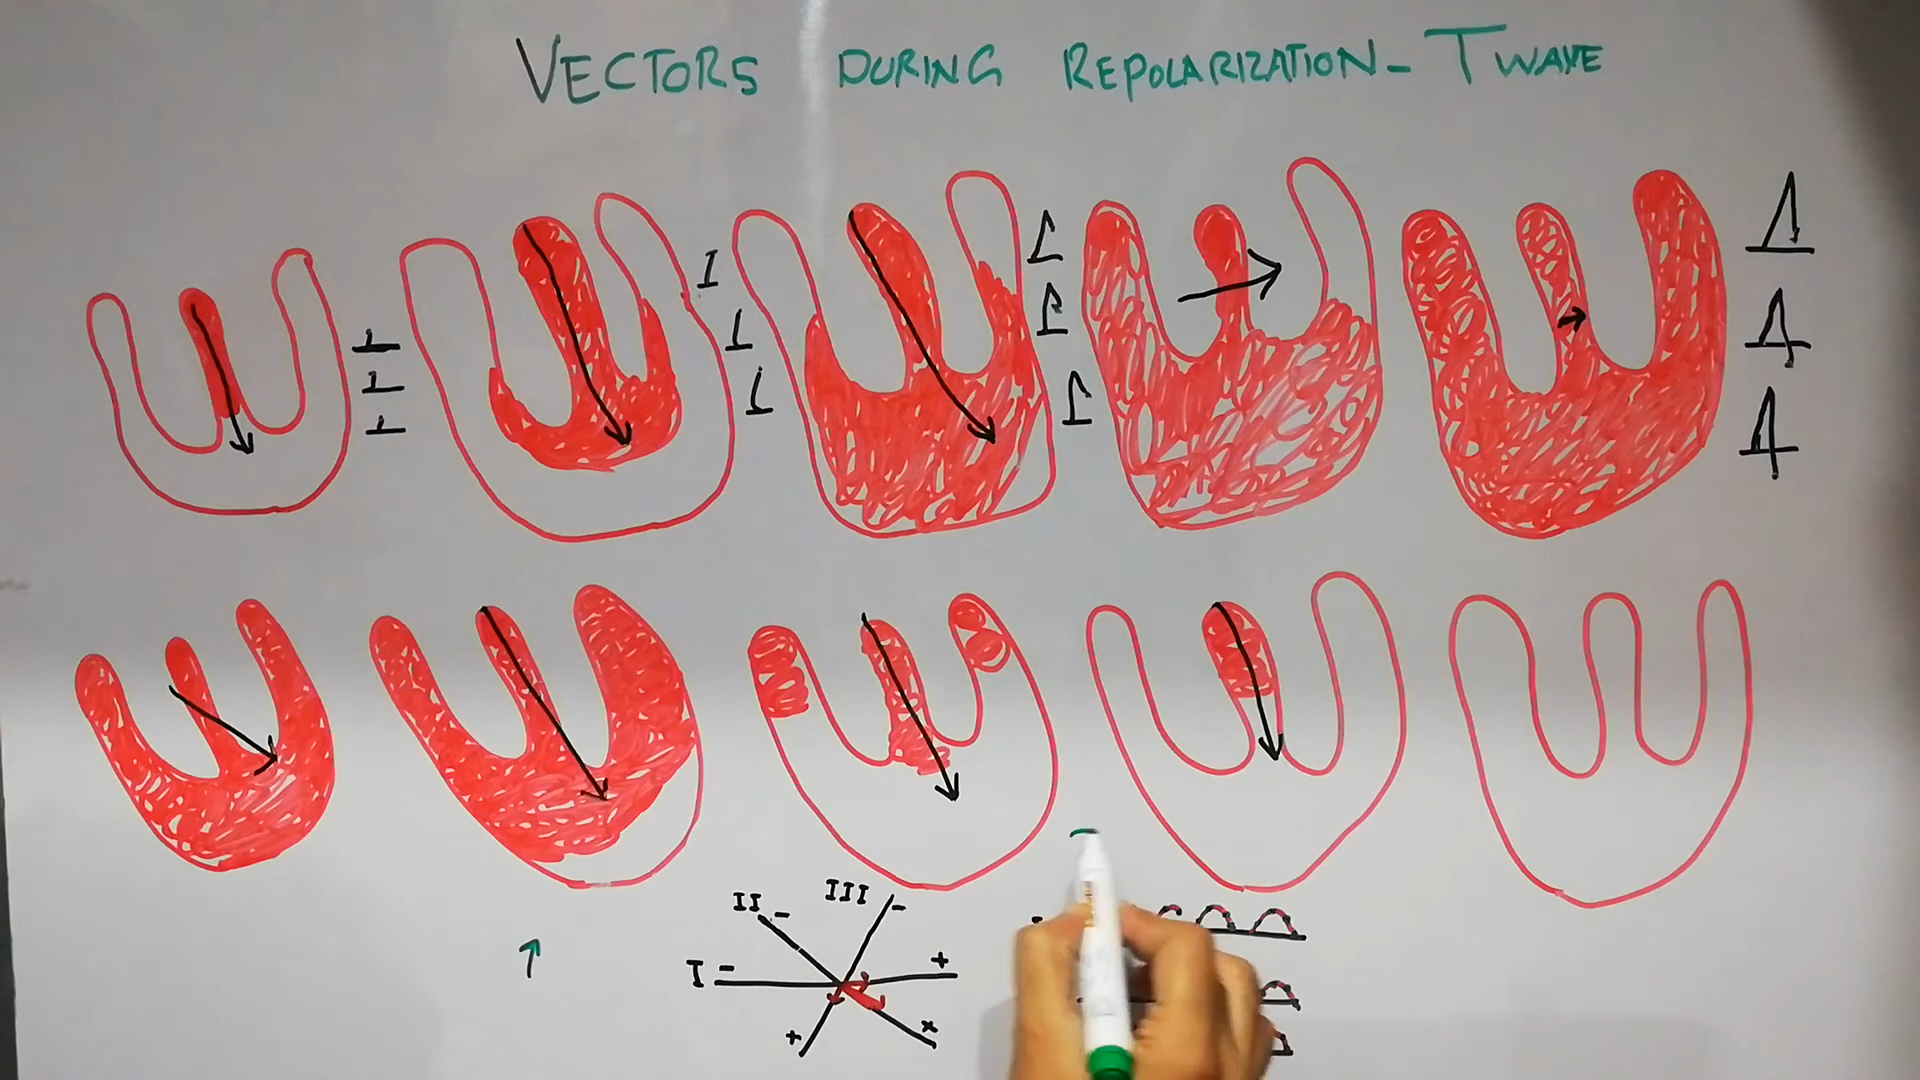 VECTORS DURING REPOLARIZATION - T WAVE
II - III -
I - +
+ +